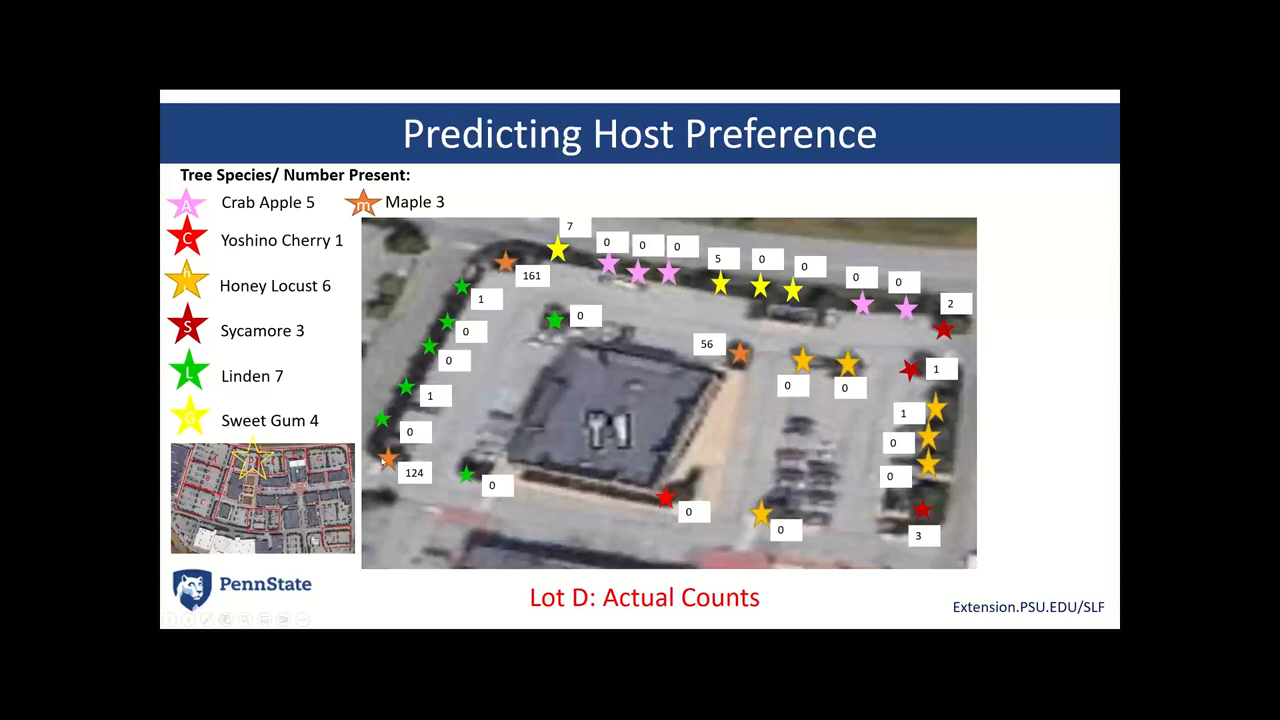 Predicting Host Preference
Tree Species/ Number Present:
A Crab Apple 5
m Maple 3
C Yoshino Cherry 1
h Honey Locust 6
S Sycamore 3
L Linden 7
G Sweet Gum 4
7
0 0 0
5 0 0
0 0
161
2
1
0
0
56
0
1
0 0
1
1
0
0
124
0
0
0
0
0
3
D
PennState
Lot D: Actual Counts
Extension.PSU.EDU/SLF